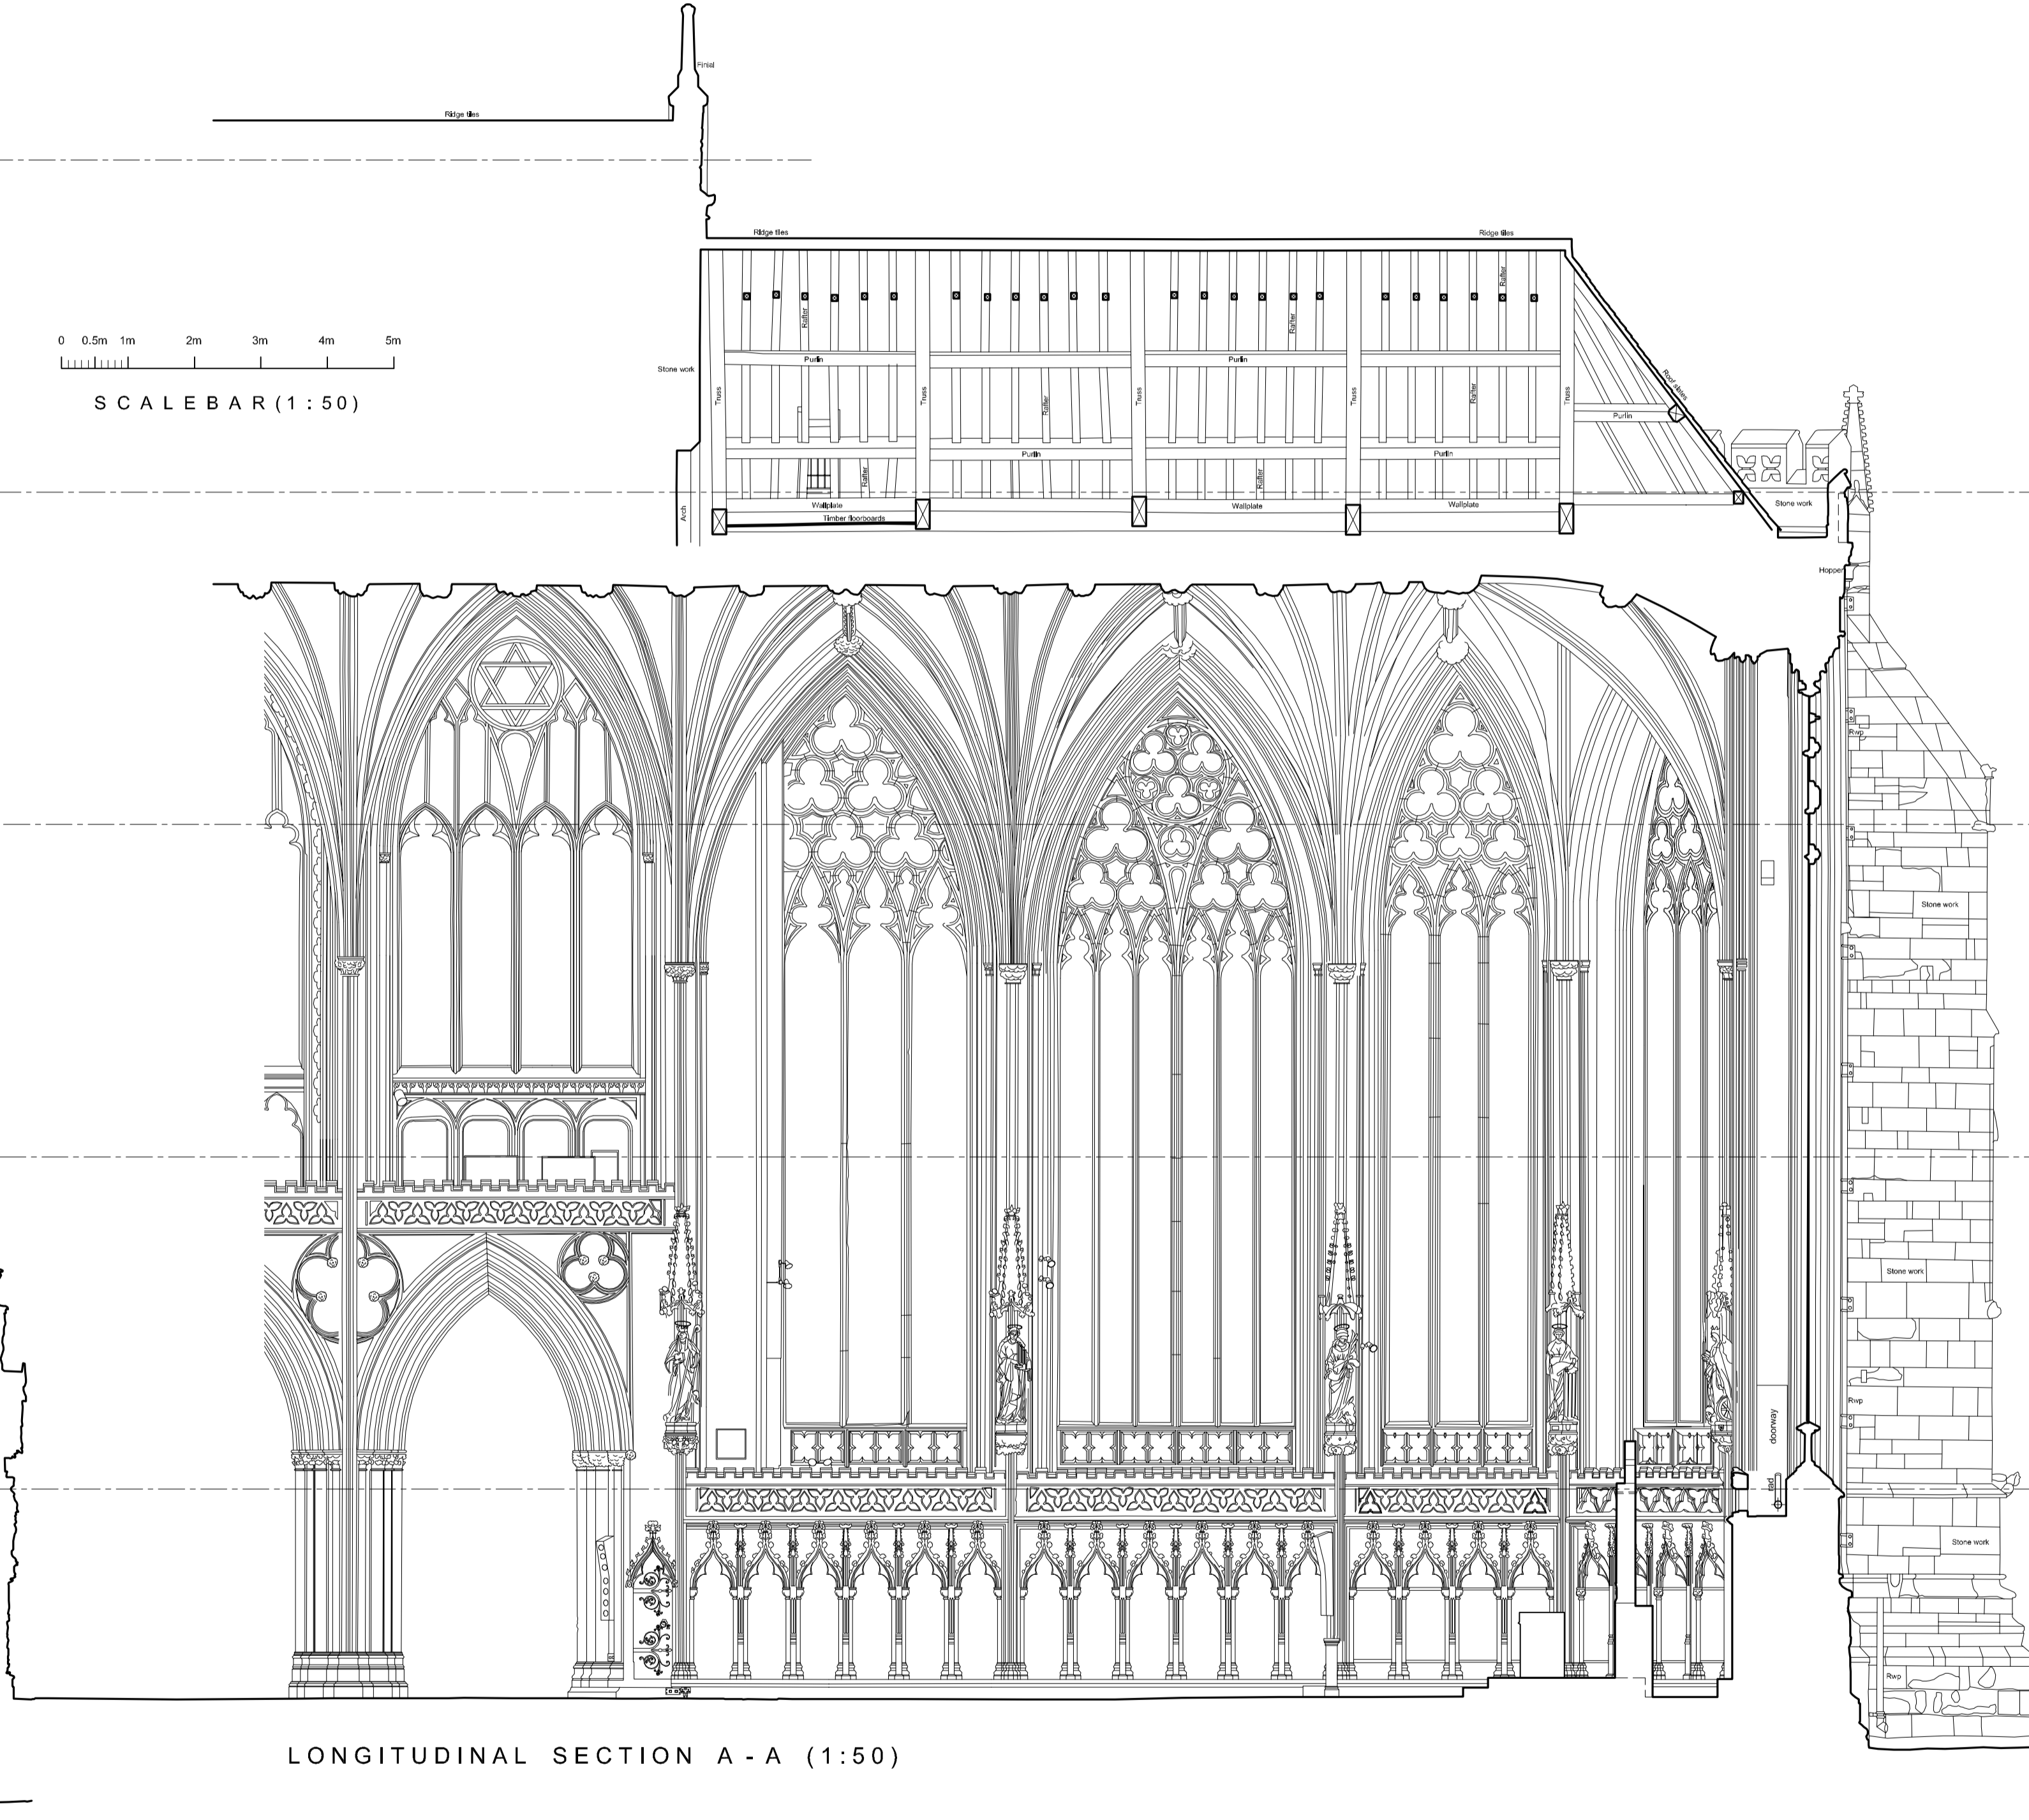 Finial
Ridge tiles
Ridge tiles
Ridge tiles
Rafter
Rafter
Rafter
0 0.5m 1m 2m 3m 4m 5m
Purlin
Purlin
Stone work
Roof slates
Truss
Truss
Truss
Truss
Truss
Rafter
Rafter
SCALEBAR(1:50)
Purlin
Purlin
Purlin
Rafter
Rafter
Wallplate
Wallplate
Wallplate
Stone work
Arch
Timber floorboards
Hopper
Rwp
Stone work
Stone work
Rwp
doorway
rad
Stone work
Rwp
LONGITUDINAL SECTION A-A (1:50)